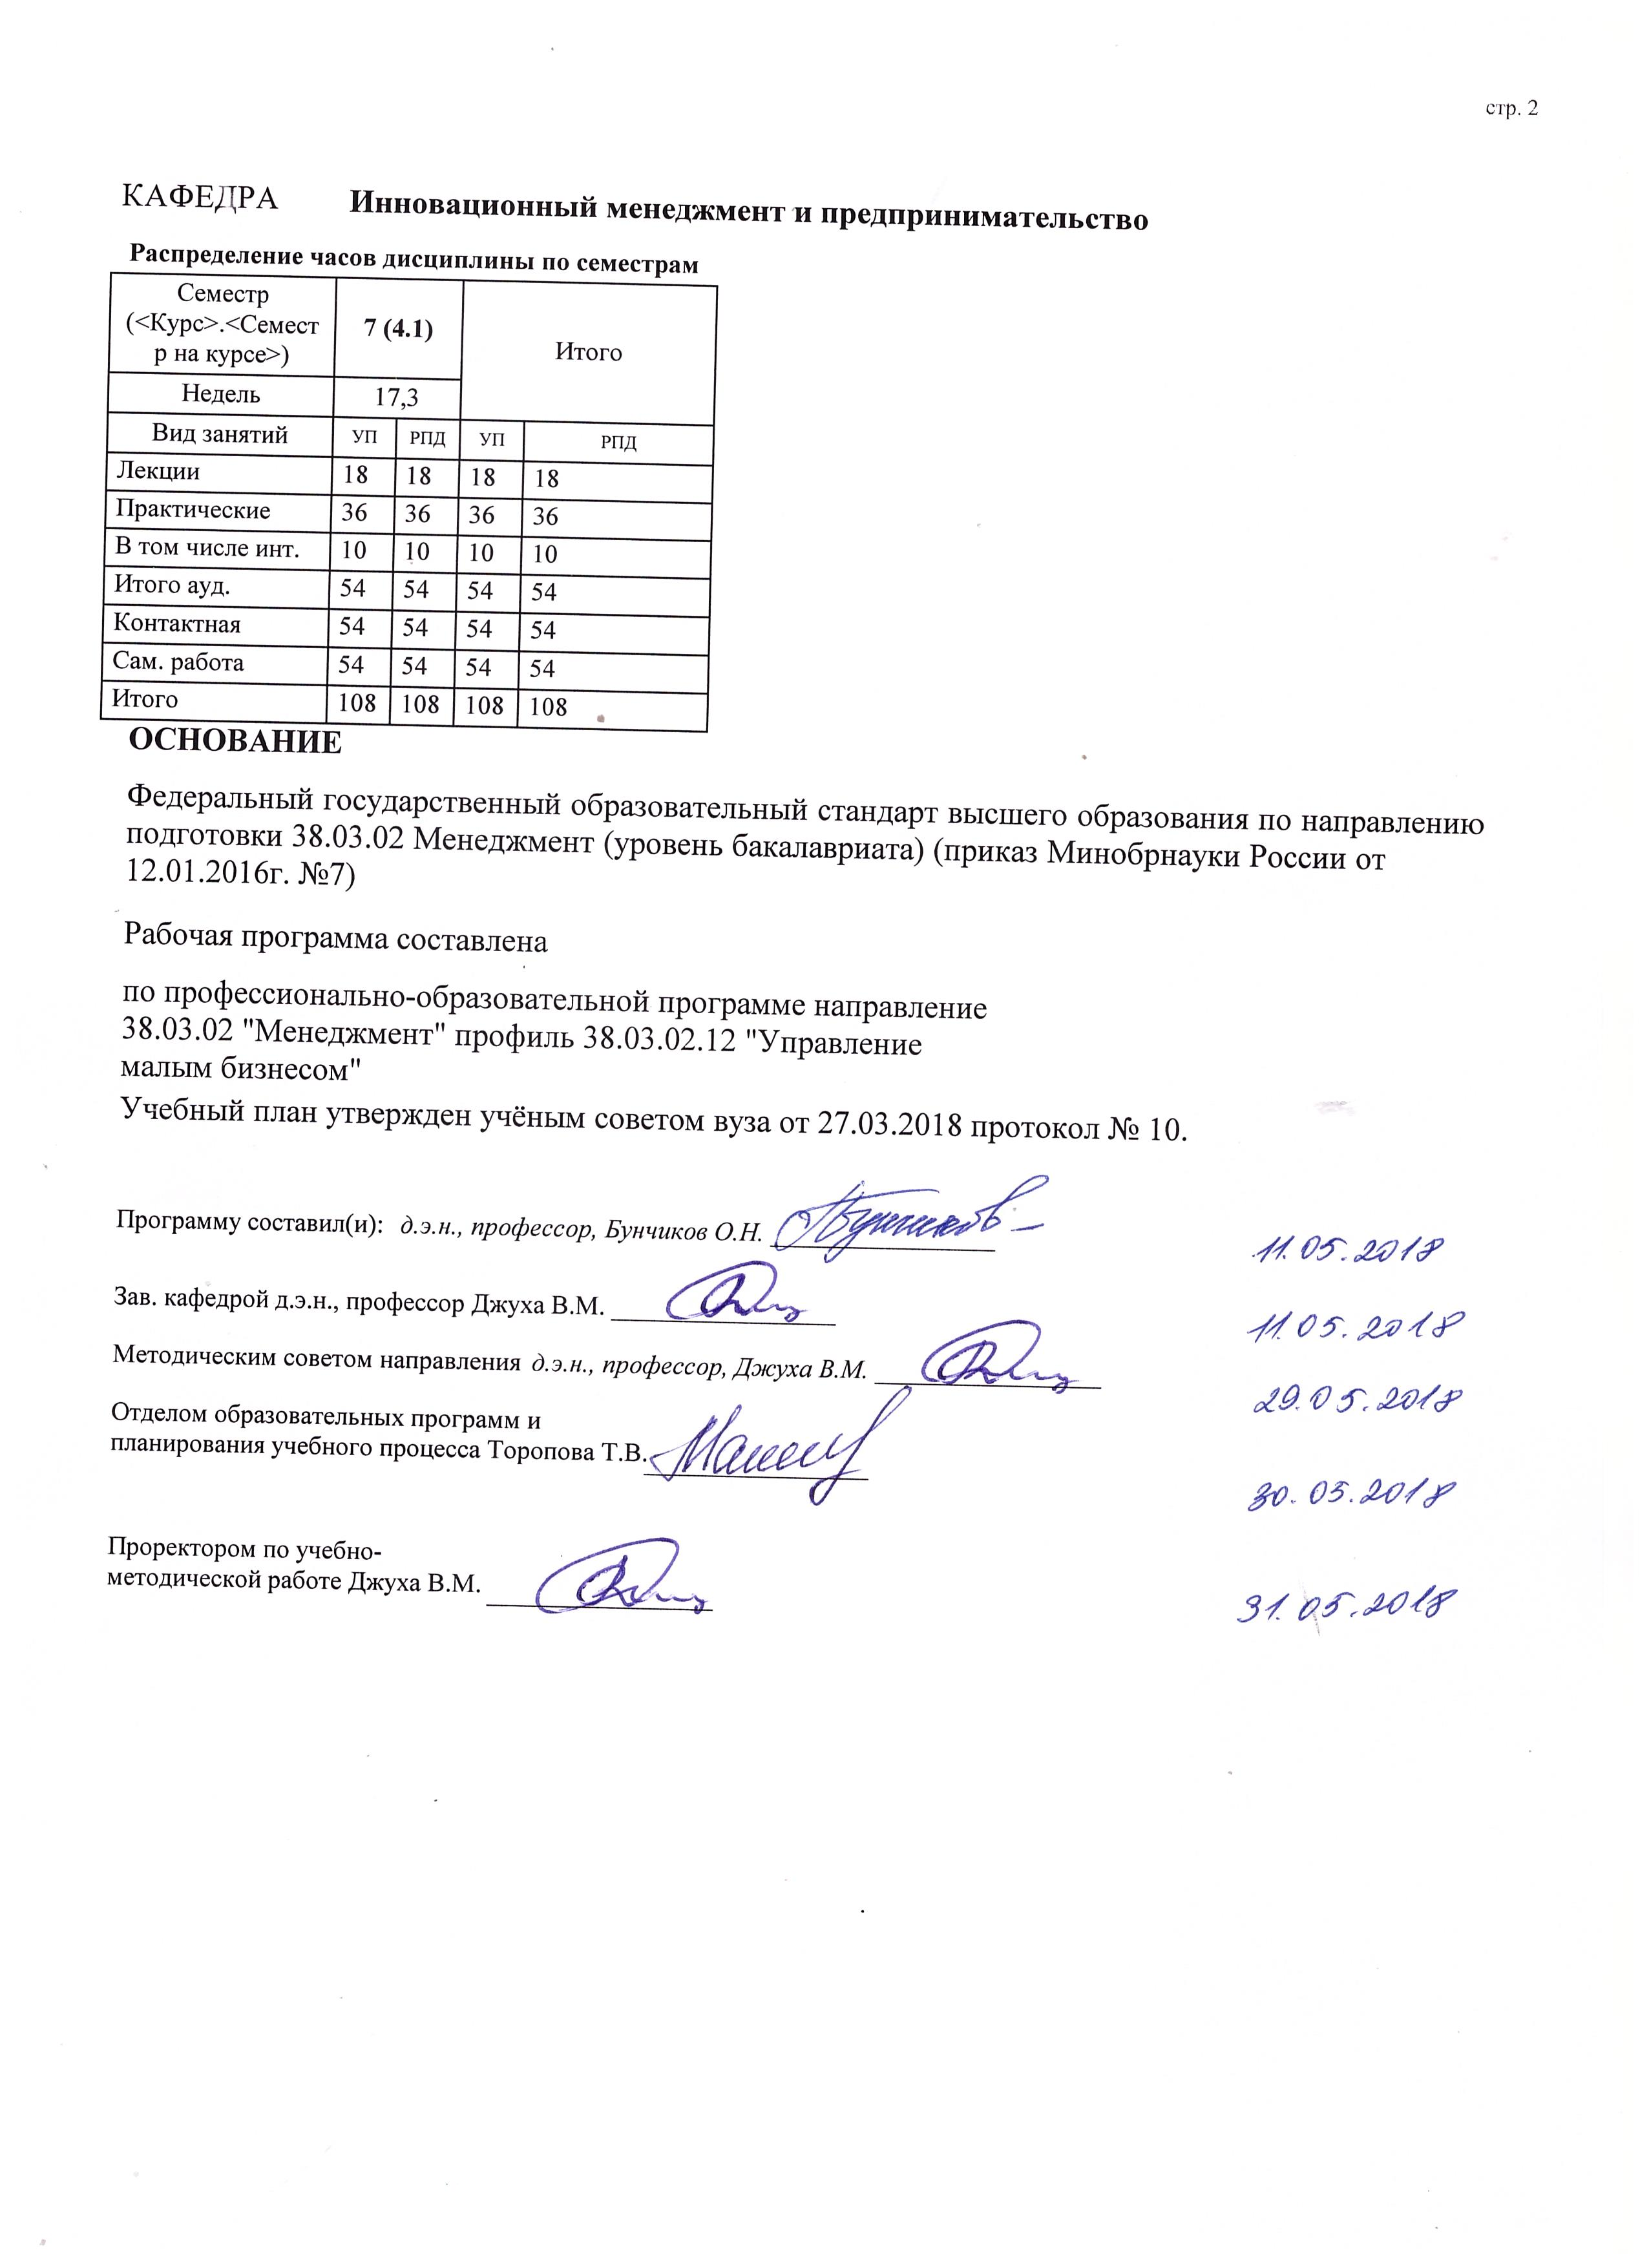 стр. 2
КАФЕДРА Инновационный менеджмент и предпринимательство
Распределение часов дисциплины по семестрам
Семестр
(<Курс>.<Семест
р на курсе>) 7 (4.1) Итого
Недель 17,3
Вид занятий УП РПД УП РПД
Лекции 18 18 18 18
Практические 36 36 36 36
В том числе инт. 10 10 10 10
Итого ауд. 54 54 54 54
Контактная 54 54 54 54
Сам. работа 54 54 54 54
Итого 108 108 108 108
ОСНОВАНИЕ
Федеральный государственный образовательный стандарт высшего образования по направлению
подготовки 38.03.02 Менеджмент (уровень бакалавриата) (приказ Минобрнауки России от
12.01.2016г. №7)
Рабочая программа составлена
по профессионально-образовательной программе направление
38.03.02 "Менеджмент" профиль 38.03.02.12 "Управление
малым бизнесом"
Учебный план утвержден учёным советом вуза от 27.03.2018 протокол № 10.
Программу составил(и): д.э.н., профессор, Бунчиков О.Н. 11.05.2018
Зав. кафедрой д.э.н., профессор Джуха В.М. 11.05.2018
Методическим советом направления д.э.н., профессор, Джуха В.М. 29.05.2018
Отделом образовательных программ и
планирования учебного процесса Торопова Т.В. 30.05.2018
Проректором по учебно-
методической работе Джуха В.М. 31.05.2018